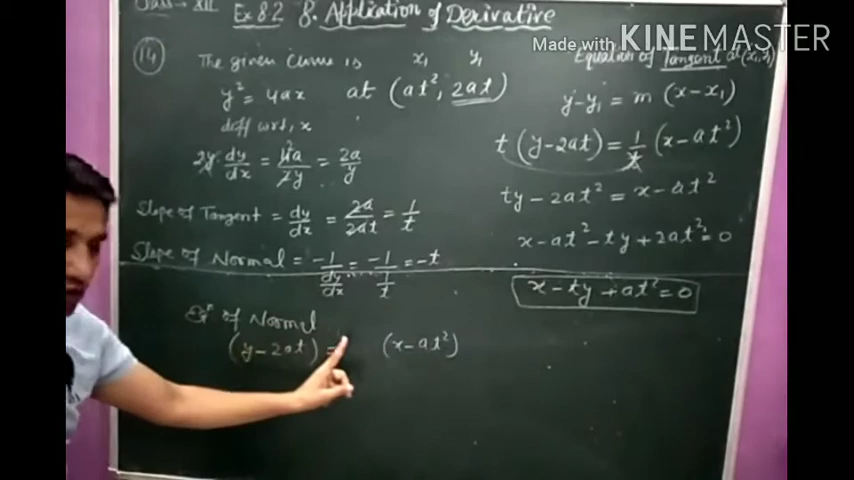 Class → XII Ex 8.2 8. Application of Derivative
Made with KINEMASTER
(14) The given curve is x₁ y₁
y² = 4ax at (at², 2at)
diff w.r.t, x
2y dy/dx = 4a/2y = 2a/y
Slope of Tangent = dy/dx = 2a/2at = 1/t
Slope of Normal = -1/(dy/dx) = -1/(1/t) = -t
Eqⁿ of Normal
(y-2at) = (x-at²)
Equation of Tangent at (x₁, y₁)
y-y₁ = m (x-x₁)
t (y-2at) = 1/t (x-at²)
ty - 2at² = x - at²
x - at² - ty + 2at² = 0
x - ty + at² = 0